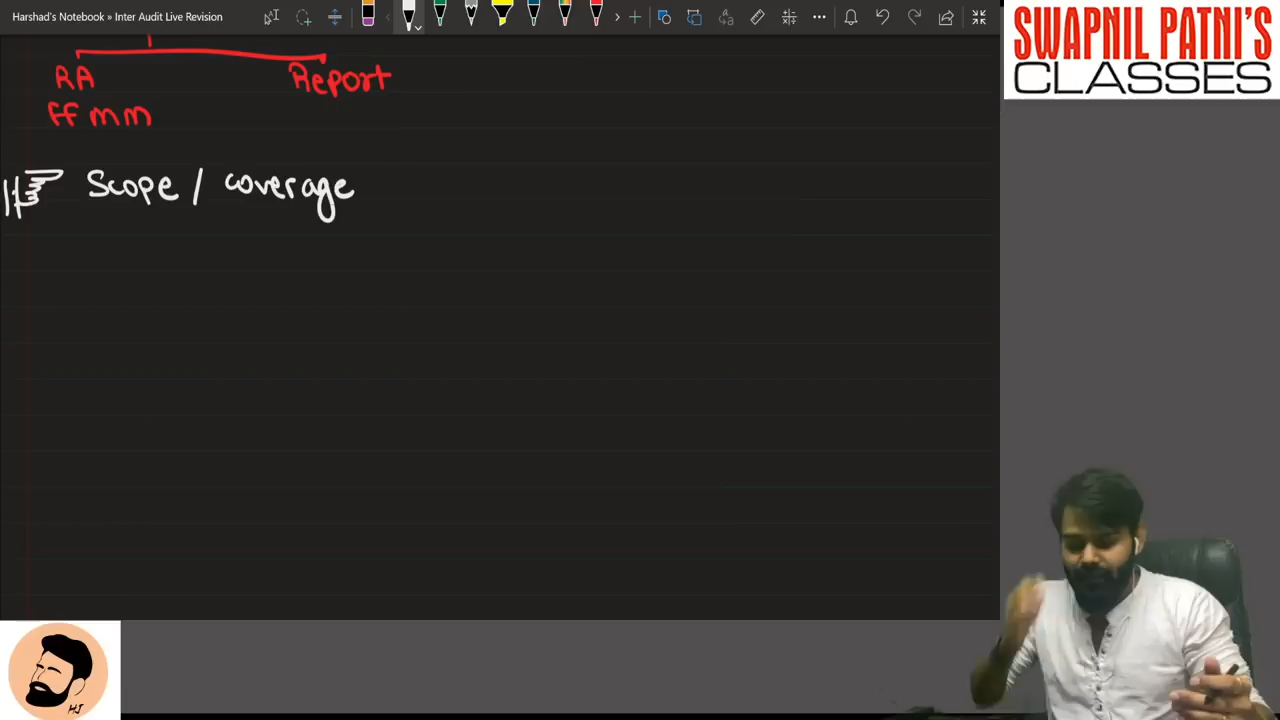 Harshad's Notebook » Inter Audit Live Revision
SWAPNIL PATNI'S
CLASSES
RA
Report
FF MM
Scope / coverage
HJ